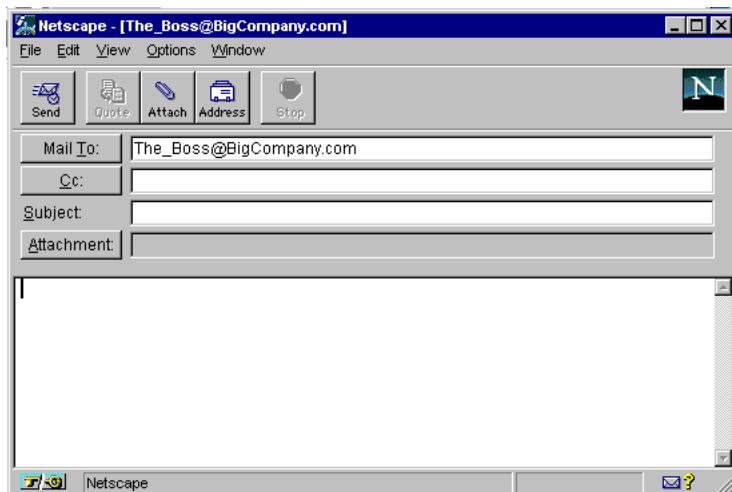 Netscape - [The_Boss@BigCompany.com]
File Edit View Options Window
Send Quote Attach Address Stop
N
Mail To: The_Boss@BigCompany.com
Cc:
Subject:
Attachment:
Netscape
?